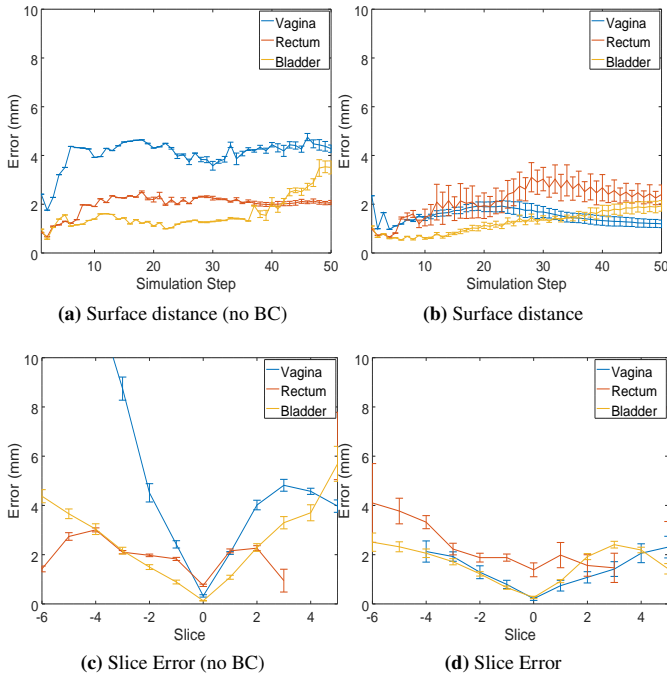 10
8
6
4
2
0
Error (mm)
10 20 30 40 50
Simulation Step
Vagina
Rectum
Bladder
(a) Surface distance (no BC)
10
8
6
4
2
0
Error (mm)
10 20 30 40 50
Simulation Step
Vagina
Rectum
Bladder
(b) Surface distance
10
8
6
4
2
0
Error (mm)
-6 -4 -2 0 2 4
Slice
Vagina
Rectum
Bladder
(c) Slice Error (no BC)
10
8
6
4
2
0
Error (mm)
-6 -4 -2 0 2 4
Slice
Vagina
Rectum
Bladder
(d) Slice Error